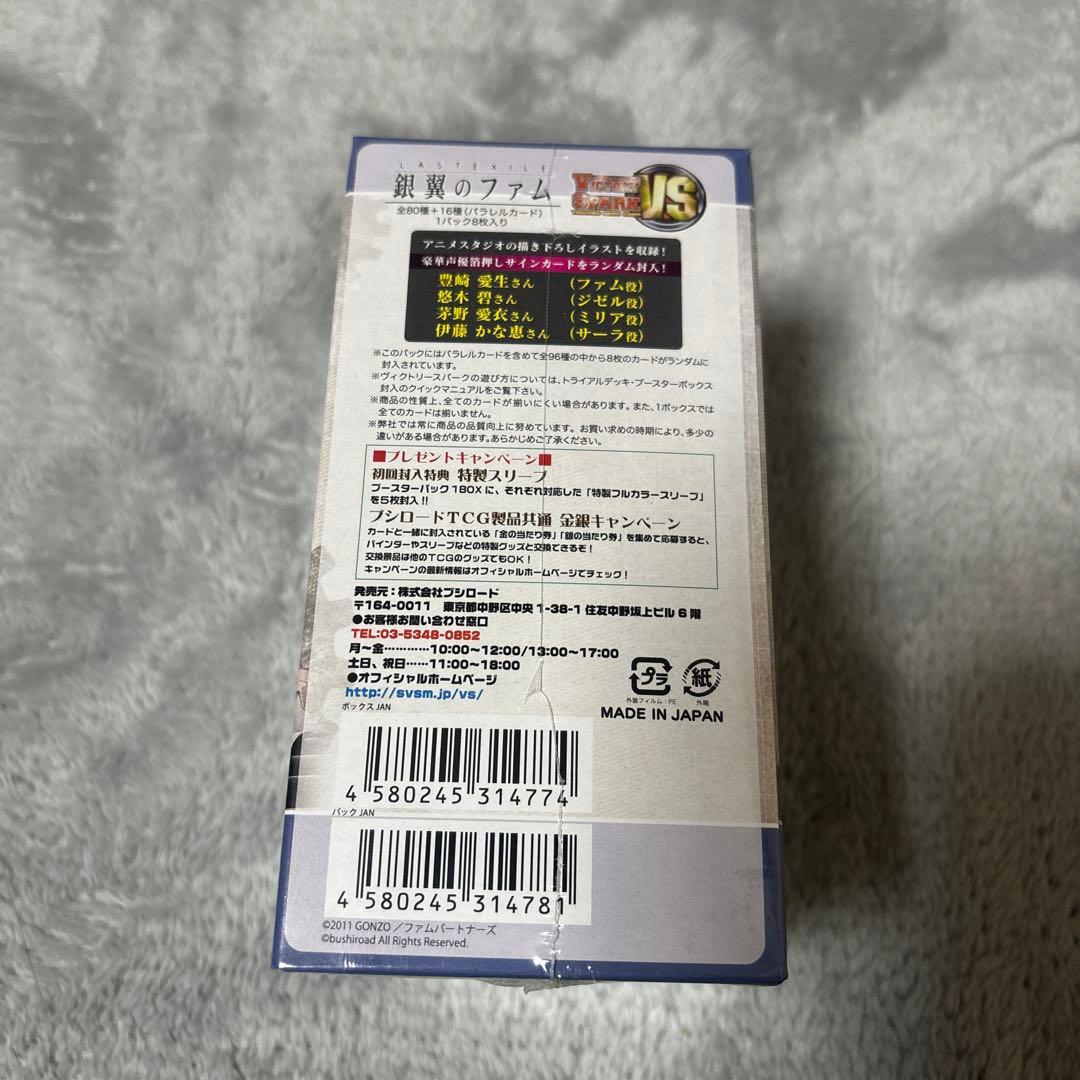 LASTEXILE
銀翼のファム
全80種+16種(パラレルカード)
1パック8枚入り
VICTORY
SPARK
VS
アニメスタジオの描き下ろしイラストを収録！
豪華声優箔押しサインカードをランダム封入！
豊崎 愛生さん (ファム役)
悠木 碧さん (ジゼル役)
茅野 愛衣さん (ミリア役)
伊藤 かな恵さん (サーラ役)
※このパックにはパラレルカードを含めて全96種の中から8枚のカードがランダムに
封入されています。
※ヴィクトリースパークの遊び方については、トライアルデッキ・ブースターボックス
封入のクイックマニュアルをご覧下さい。
※商品の性質上、全てのカードが揃いにくい場合があります。また、1ボックスでは
全てのカードは揃いません。
※弊社では常に商品の品質向上に努めています。お買い求めの時期により、多少の
違いがある場合があります。あらかじめご了承ください。
■プレゼントキャンペーン■
初回封入特典 特製スリーブ
ブースターパック1BOXに、それぞれ対応した「特製フルカラースリーブ」
を5枚封入!!
ブシロードTCG製品共通 金銀キャンペーン
カードと一緒に封入されている「金の当たり券」「銀の当たり券」を集めて応募すると、
バインダーやスリーブなどの特製グッズと交換できるぞ！
交換景品は他のTCGのグッズでもOK！
キャンペーンの最新情報はオフィシャルホームページでチェック！
発売元：株式会社ブシロード
〒164-0011 東京都中野区中央1-38-1 住友中野坂上ビル6階
●お客様お問い合わせ窓口
TEL:03-5348-0852
月〜金…………10:00〜12:00/13:00〜17:00
土日、祝日……11:00〜18:00
●オフィシャルホームページ
http://svsm.jp/vs/
プラ
紙
外装フィルム：PE
外箱
MADE IN JAPAN
ボックス JAN
4 580245 314774
パック JAN
4 580245 314781
©2011 GONZO／ファムパートナーズ
©bushiroad All Rights Reserved.